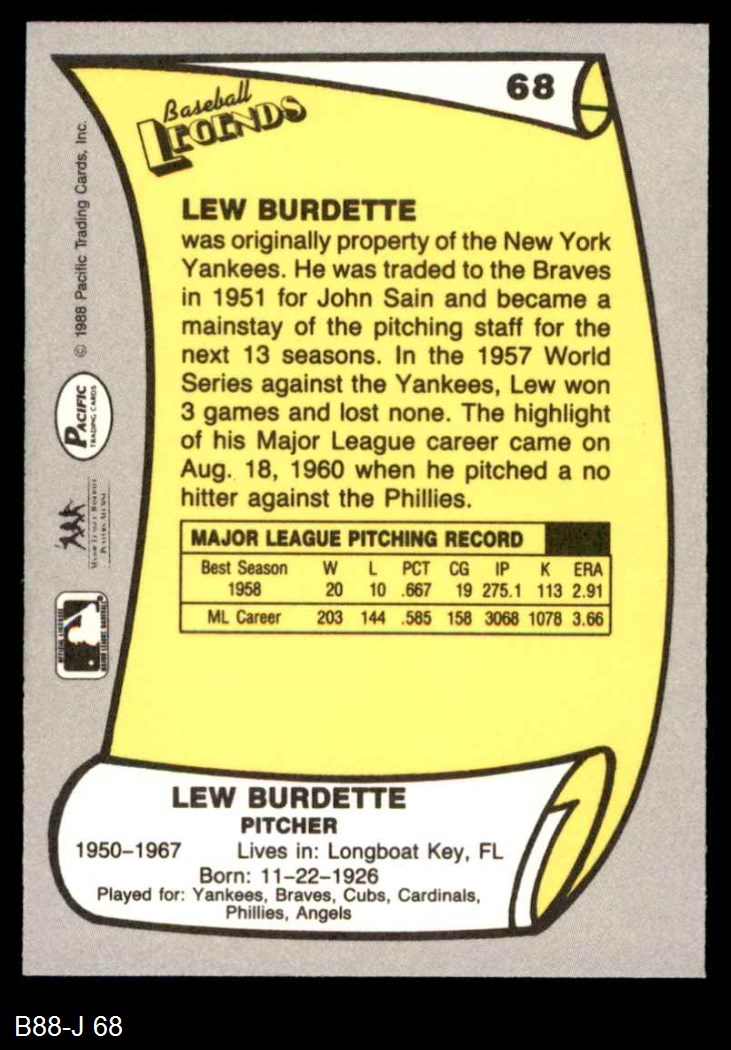 68
Baseball
LEGENDS
LEW BURDETTE
was originally property of the New York
Yankees. He was traded to the Braves
in 1951 for John Sain and became a
mainstay of the pitching staff for the
next 13 seasons. In the 1957 World
Series against the Yankees, Lew won
3 games and lost none. The highlight
of his Major League career came on
Aug. 18, 1960 when he pitched a no
hitter against the Phillies.
MAJOR LEAGUE PITCHING RECORD
Best Season W L PCT CG IP K ERA
1958 20 10 .667 19 275.1 113 2.91
ML Career 203 144 .585 158 3068 1078 3.66
© 1988 Pacific Trading Cards, Inc.
PACIFIC
TRADING CARDS
LEW BURDETTE
PITCHER
1950–1967 Lives in: Longboat Key, FL
Born: 11–22–1926
Played for: Yankees, Braves, Cubs, Cardinals,
Phillies, Angels
B88-J 68